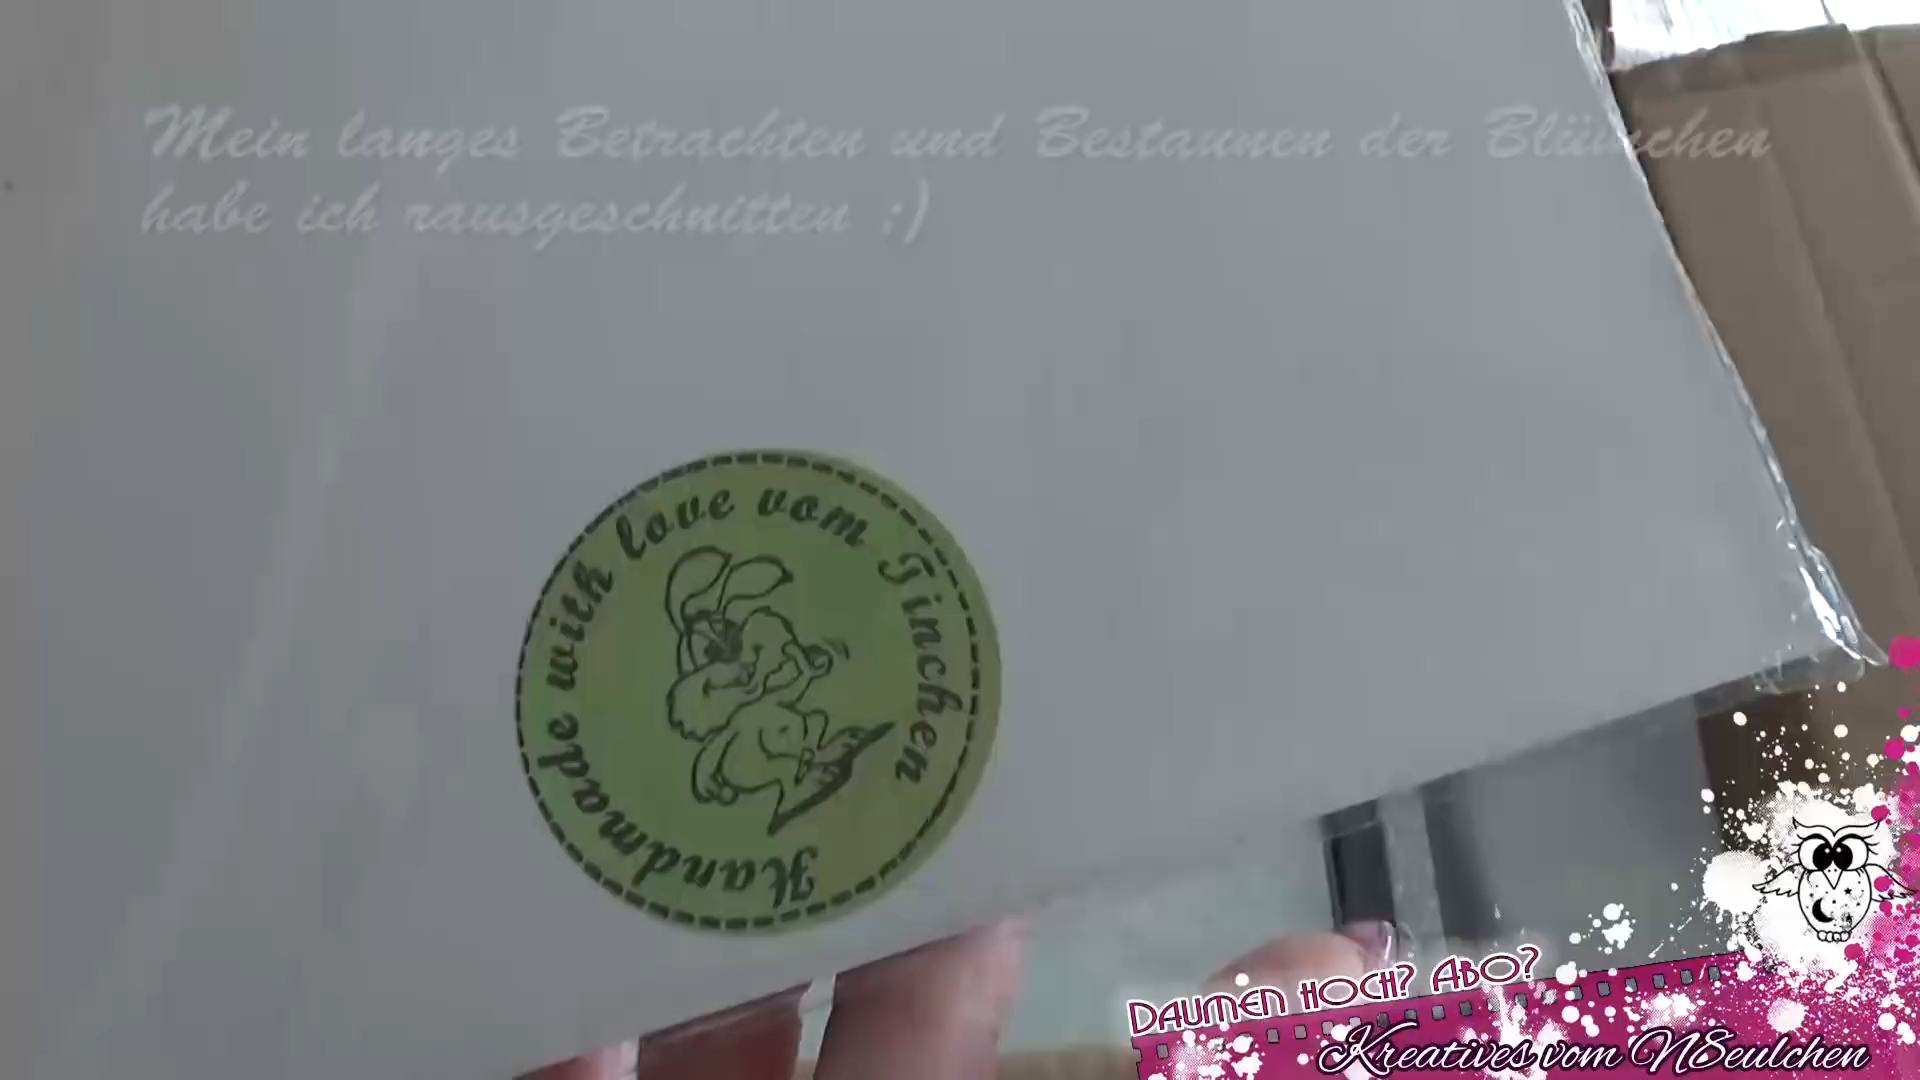 Mein langes Betrachten und Bestaunen der Blümchen
habe ich rausgeschnitten :)
Handmade with love vom Tinchen
Daumen hoch? Abo?
Kreatives vom N8eulchen